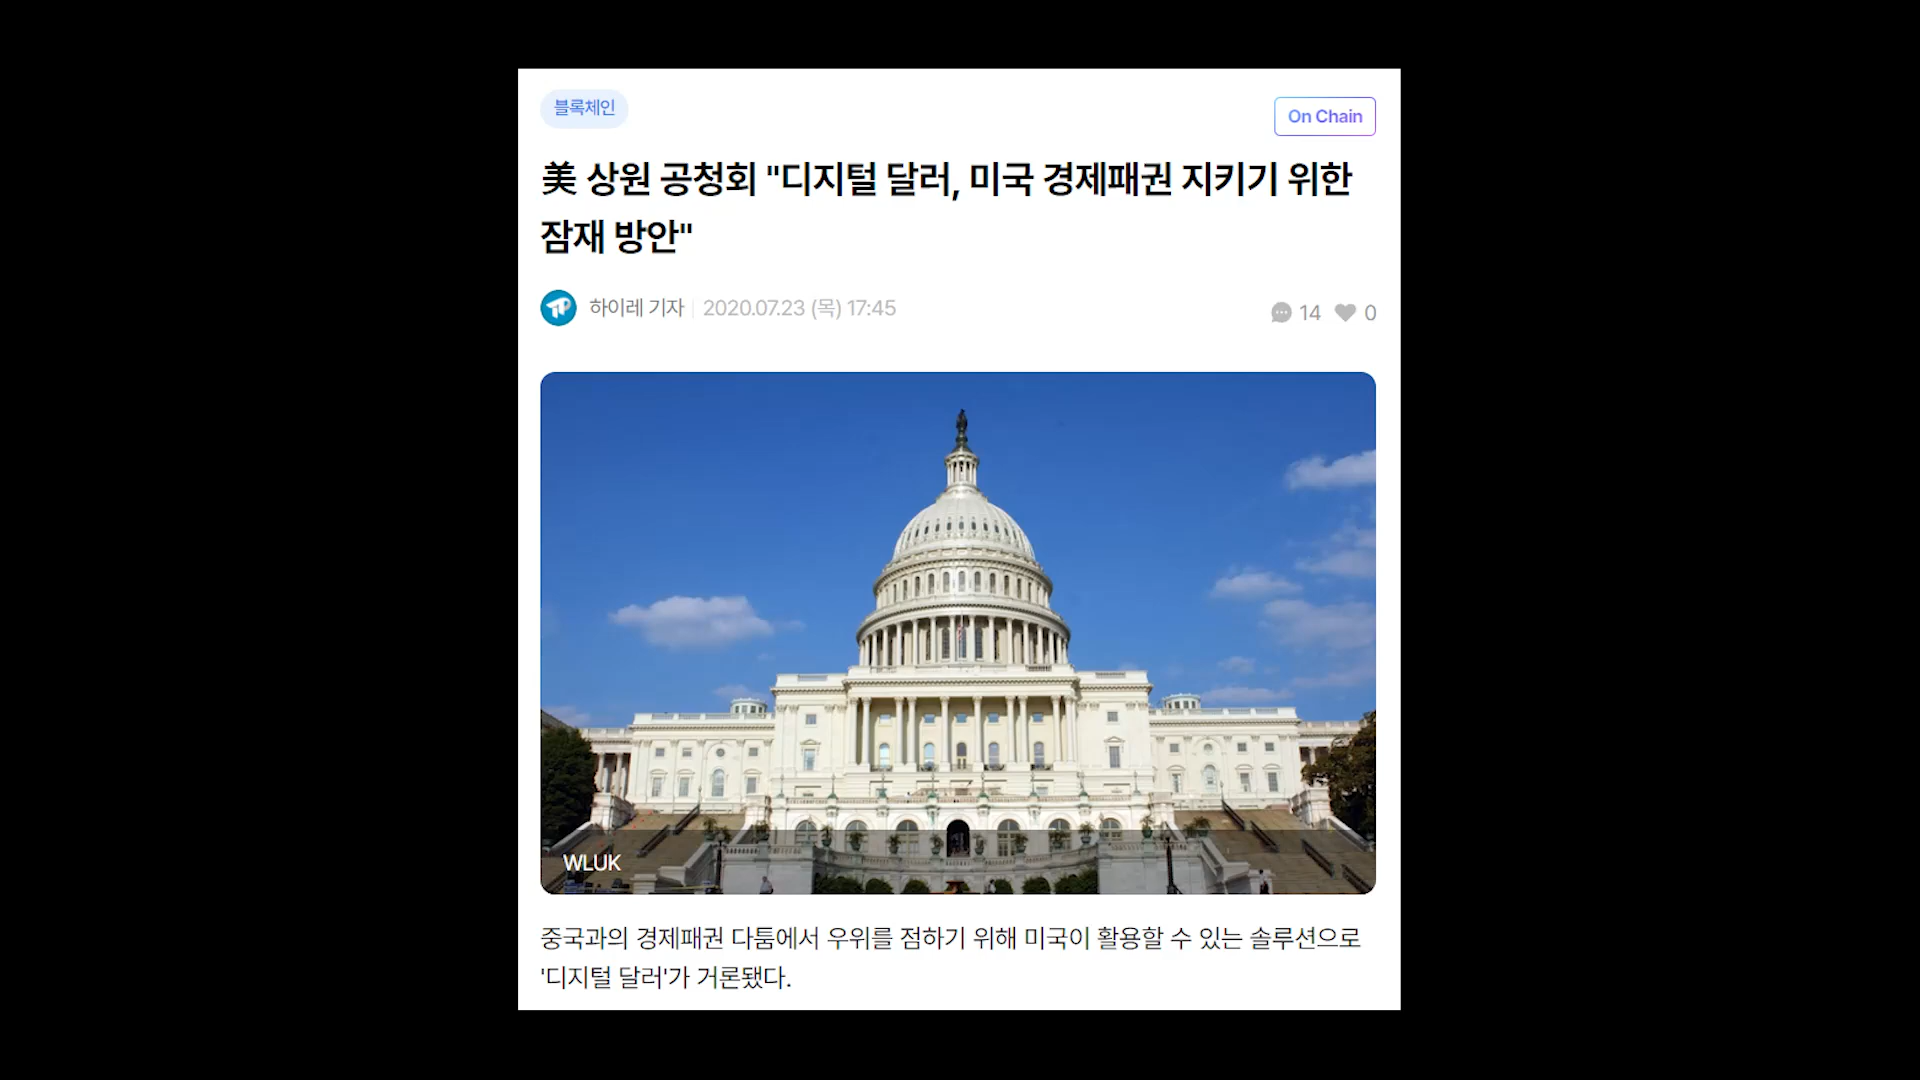 블록체인
On Chain
美 상원 공청회 "디지털 달러, 미국 경제패권 지키기 위한
잠재 방안"
하이레 기자 2020.07.23 (목) 17:45
14 0
WLUK
중국과의 경제패권 다툼에서 우위를 점하기 위해 미국이 활용할 수 있는 솔루션으로
'디지털 달러'가 거론됐다.